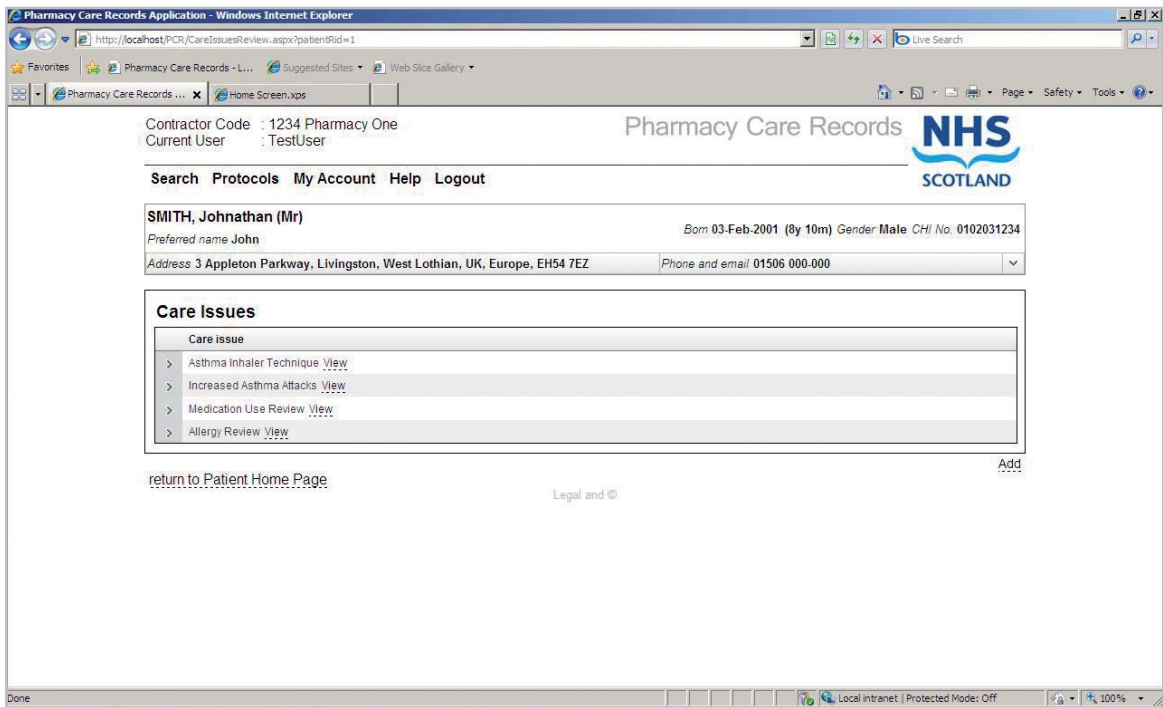 Pharmacy Care Records Application - Windows Internet Explorer
http://localhost/PCR/CareIssuesReview.aspx?patientRid=1
Live Search
Favorites Pharmacy Care Records - L... Suggested Sites Web Slice Gallery
Pharmacy Care Records ... Home Screen.xps Page Safety Tools
Contractor Code : 1234 Pharmacy One
Current User : TestUser
Pharmacy Care Records
NHS
SCOTLAND
Search Protocols My Account Help Logout
SMITH, Johnathan (Mr)
Preferred name John
Born 03-Feb-2001 (8y 10m) Gender Male CHI No. 0102031234
Address 3 Appleton Parkway, Livingston, West Lothian, UK, Europe, EH54 7EZ Phone and email 01506 000-000
Care Issues
Care issue
Asthma Inhaler Technique View
Increased Asthma Attacks View
Medication Use Review View
Allergy Review View
Add
return to Patient Home Page
Legal and ©
Done Local intranet | Protected Mode: Off 100%